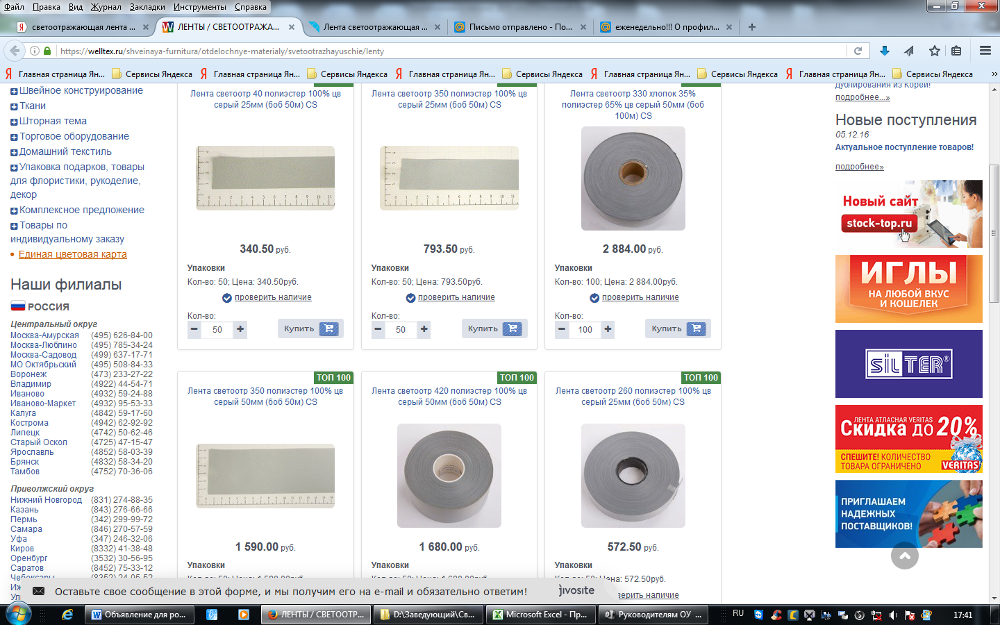 Файл Правка Вид Журнал Закладки Инструменты Справка
светоотражающая лента ...
ЛЕНТЫ / СВЕТООТРАЖА...
Лента светоотражающая ...
Письмо отправлено - По...
еженедельно!!! О профил...
https://welltex.ru/shveinaya-furnitura/otdelochnye-materialy/svetootrazhayuschie/lenty
Главная страница Ян...
Сервисы Яндекса
Главная страница Ян...
Сервисы Яндекса
Главная страница Ян...
Сервисы Яндекса
Главная страница Ян...
Сервисы Яндекса
Главная страница Ян...
Сервисы Яндекса
Швейное конструирование
Ткани
Шторная тема
Торговое оборудование
Домашний текстиль
Упаковка подарков, товары
для флористики, рукоделие,
декор
Комплексное предложение
Товары по
индивидуальному заказу
Единая цветовая карта
Наши филиалы
РОССИЯ
Центральный округ
Москва-Амурская (495) 626-84-00
Москва-Люблино (495) 785-34-24
Москва-Садовод (499) 637-17-71
МО Октябрьский (495) 508-84-33
Воронеж (473) 233-27-22
Владимир (4922) 44-54-71
Иваново (4932) 59-24-88
Иваново-Маркет (4932) 95-53-33
Калуга (4842) 59-17-60
Кострома (4942) 62-92-92
Липецк (4742) 50-62-46
Старый Оскол (4725) 47-15-47
Ярославль (4852) 58-03-39
Брянск (4832) 58-34-20
Тамбов (4752) 70-36-06
Приволжский округ
Нижний Новгород (831) 274-88-35
Казань (843) 276-66-66
Пермь (342) 299-99-72
Самара (846) 270-57-59
Уфа (347) 246-32-06
Киров (8332) 41-38-48
Оренбург (3532) 30-56-95
Саратов (8452) 75-33-12
Чебоксары (8352) 24-05-52
Лента светоотр 40 полиэстер 100% цв
серый 25мм (боб 50м) CS
340.50 руб.
Упаковки
Кол-во: 50; Цена: 340.50руб.
проверить наличие
Кол-во:
50
Купить
Лента светоотр 350 полиэстер 100% цв
серый 25мм (боб 50м) CS
793.50 руб.
Упаковки
Кол-во: 50; Цена: 793.50руб.
проверить наличие
Кол-во:
50
Купить
Лента светоотр 330 хлопок 35%
полиэстер 65% цв серый 50мм (боб
100м) CS
2 884.00 руб.
Упаковки
Кол-во: 100; Цена: 2 884.00руб.
проверить наличие
Кол-во:
100
Купить
ТОП 100
Лента светоотр 350 полиэстер 100% цв
серый 50мм (боб 50м) CS
1 590.00 руб.
Упаковки
Кол-во: 50; Цена: 1 590.00руб.
ТОП 100
Лента светоотр 420 полиэстер 100% цв
серый 50мм (боб 50м) CS
1 680.00 руб.
Упаковки
Кол-во: 50; Цена: 1 680.00руб.
ТОП 100
Лента светоотр 260 полиэстер 100% цв
серый 25мм (боб 50м) CS
572.50 руб.
Упаковки
Кол-во: 50; Цена: 572.50руб.
проверить наличие
дублирования из Кореи!
подробнее...»
Новые поступления
05.12.16
Актуальное поступление товаров!
подробнее»
Новый сайт
stock-top.ru
ИГЛЫ
НА ЛЮБОЙ ВКУС
И КОШЕЛЕК
SILTER®
ЛЕНТА АТЛАСНАЯ VERITAS
Скидка до 20%
СПЕШИТЕ! КОЛИЧЕСТВО
ТОВАРА ОГРАНИЧЕНО
VERITAS
ПРИГЛАШАЕМ
НАДЕЖНЫХ
ПОСТАВЩИКОВ!
Оставьте свое сообщение в этой форме, и мы получим его на e-mail и обязательно ответим!
jivosite
Объявление для ро...
ЛЕНТЫ / СВЕТООТР...
D:\Заведующий\Св...
Microsoft Excel - Пр...
Руководителям ОУ ...
RU
17:41